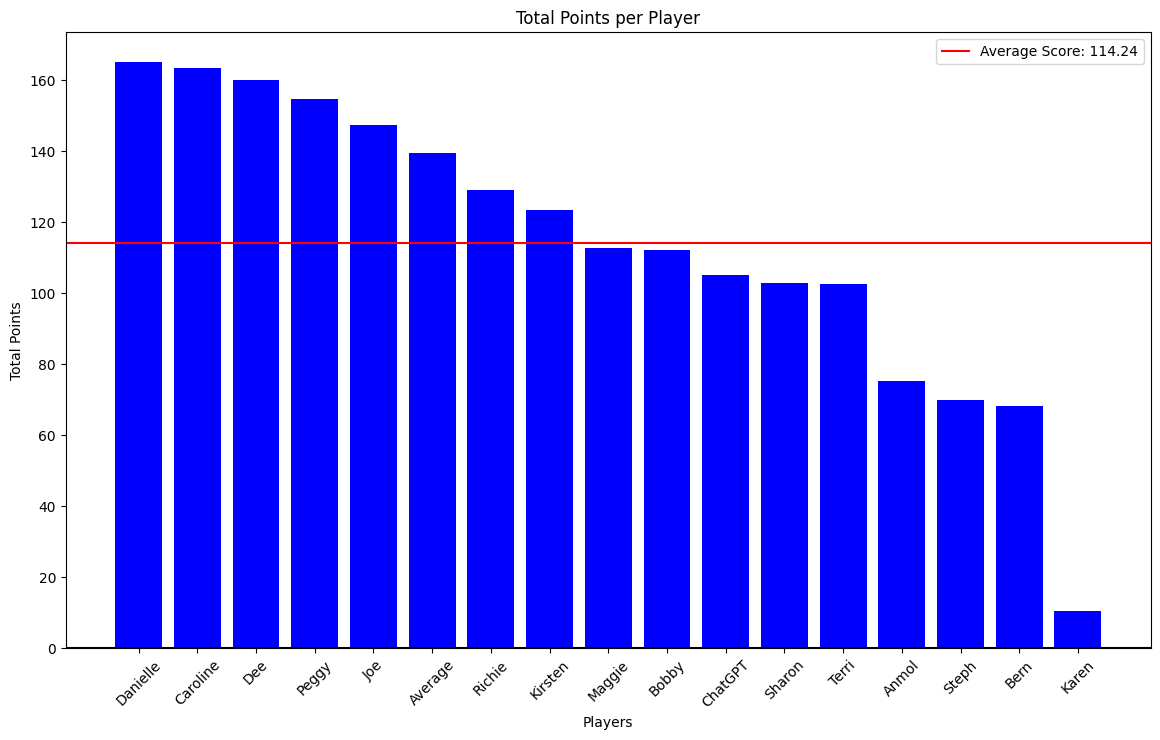 Total Points per Player
Average Score: 114.24
Total Points
160
140
120
100
80
60
40
20
0
Danielle
Caroline
Dee
Peggy
Joe
Average
Richie
Kirsten
Maggie
Bobby
ChatGPT
Sharon
Terri
Anmol
Steph
Bern
Karen
Players